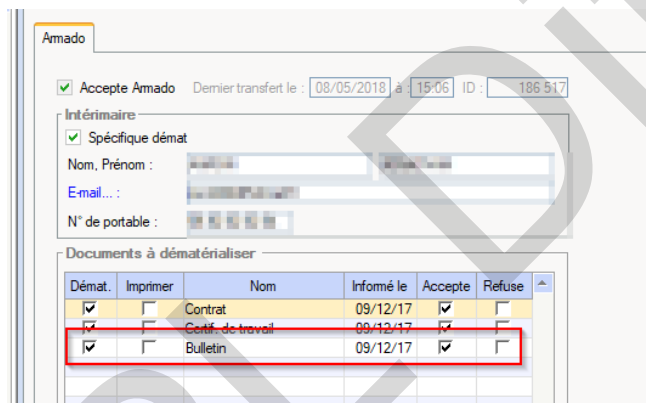 Armado
Accepte Armado Dernier transfert le : 08/05/2018 à : 15:06 ID : 186 517
Intérimaire
Spécifique démat
Nom, Prénom :
E-mail... :
N° de portable :
Documents à dématérialiser
Démat. Imprimer Nom Informé le Accepte Refuse
Contrat 09/12/17
Certif. de travail 09/12/17
Bulletin 09/12/17